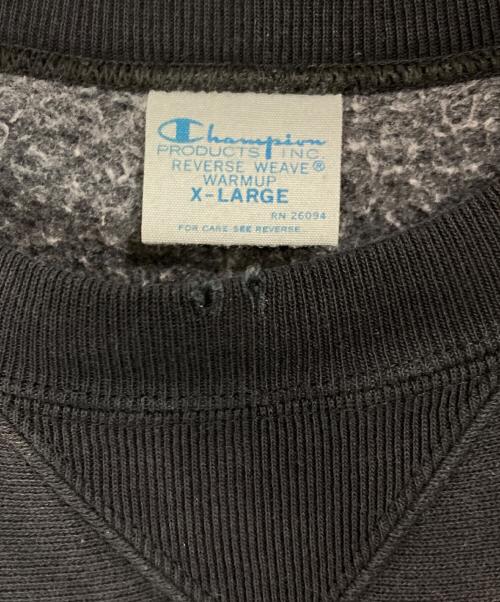 Champion
PRODUCTS INC.
REVERSE WEAVE®
WARMUP
X-LARGE
RN 26094
FOR CARE SEE REVERSE